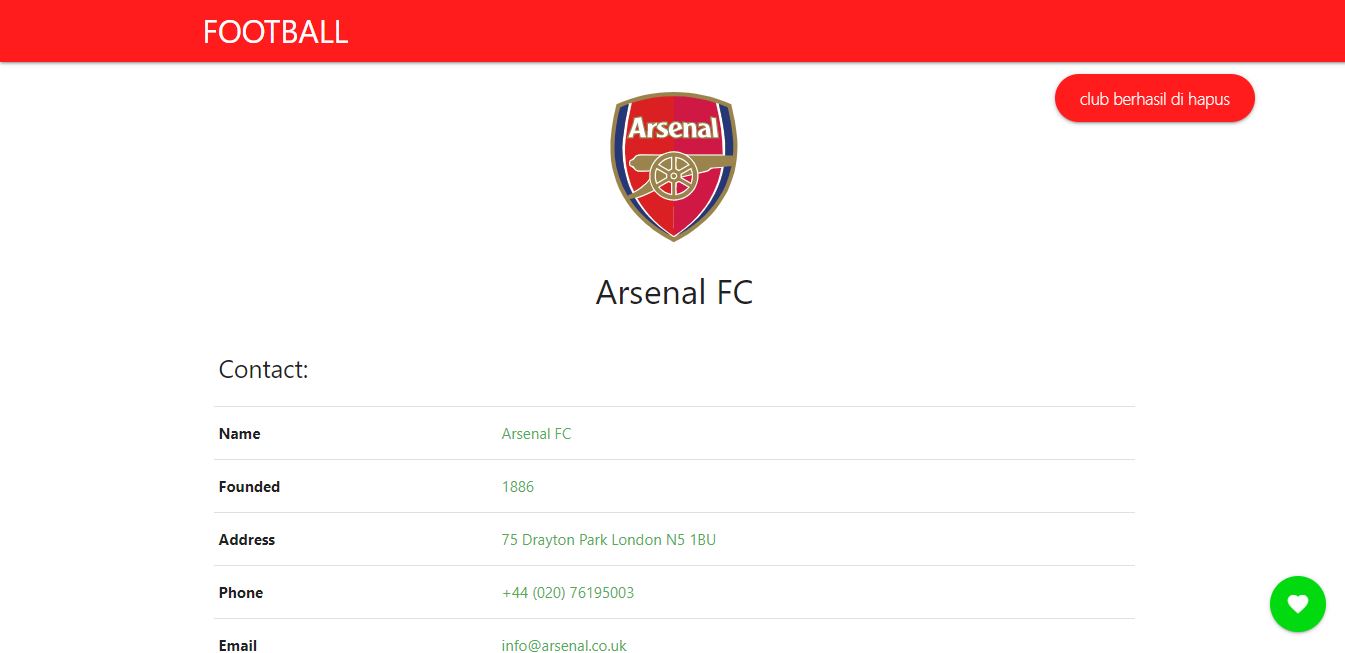 FOOTBALL
club berhasil di hapus
Arsenal
Arsenal FC
Contact:
Name Arsenal FC
Founded 1886
Address 75 Drayton Park London N5 1BU
Phone +44 (020) 76195003
Email info@arsenal.co.uk